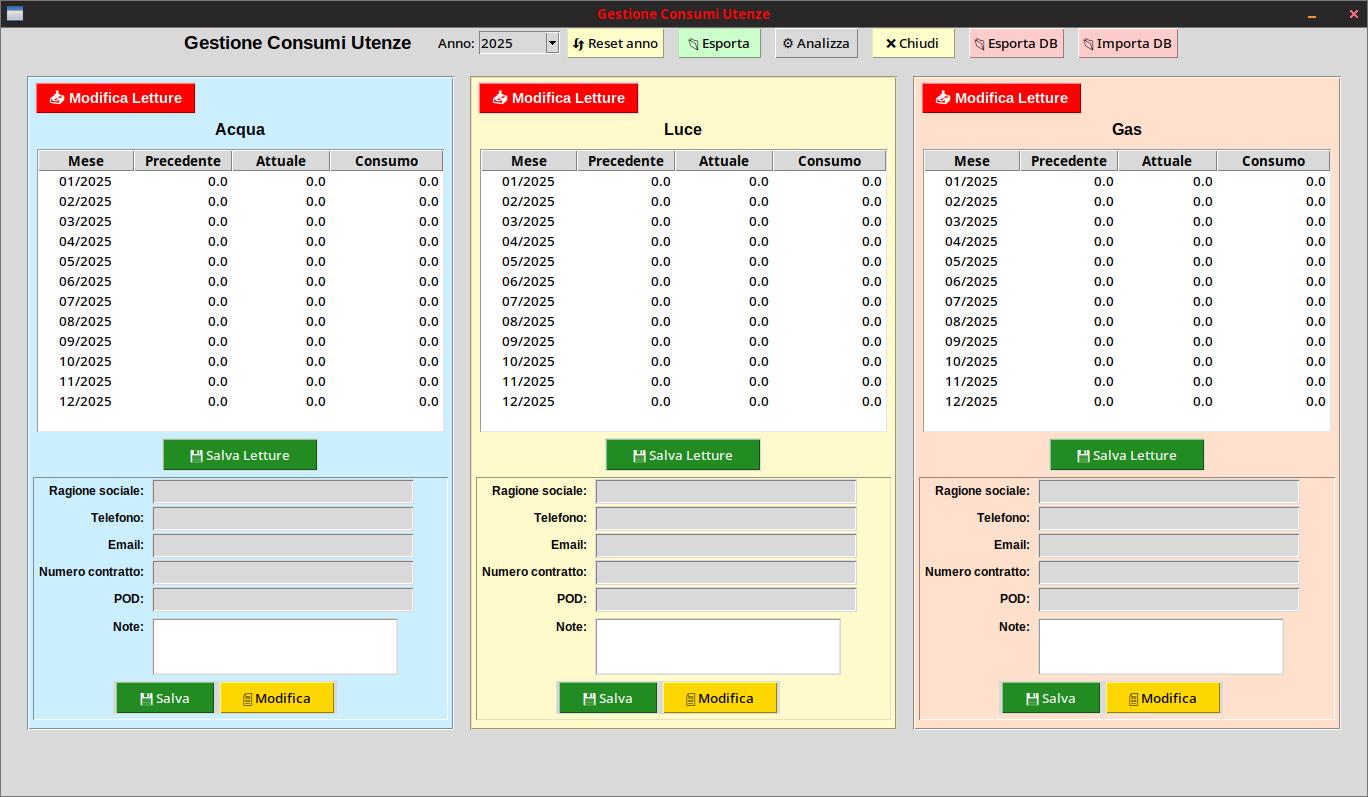 Gestione Consumi Utenze
Gestione Consumi Utenze Anno: 2025 Reset anno Esporta Analizza Chiudi Esporta DB Importa DB
Modifica Letture
Acqua
Mese Precedente Attuale Consumo
01/2025 0.0 0.0 0.0
02/2025 0.0 0.0 0.0
03/2025 0.0 0.0 0.0
04/2025 0.0 0.0 0.0
05/2025 0.0 0.0 0.0
06/2025 0.0 0.0 0.0
07/2025 0.0 0.0 0.0
08/2025 0.0 0.0 0.0
09/2025 0.0 0.0 0.0
10/2025 0.0 0.0 0.0
11/2025 0.0 0.0 0.0
12/2025 0.0 0.0 0.0
Salva Letture
Ragione sociale:
Telefono:
Email:
Numero contratto:
POD:
Note:
Salva Modifica
Modifica Letture
Luce
Mese Precedente Attuale Consumo
01/2025 0.0 0.0 0.0
02/2025 0.0 0.0 0.0
03/2025 0.0 0.0 0.0
04/2025 0.0 0.0 0.0
05/2025 0.0 0.0 0.0
06/2025 0.0 0.0 0.0
07/2025 0.0 0.0 0.0
08/2025 0.0 0.0 0.0
09/2025 0.0 0.0 0.0
10/2025 0.0 0.0 0.0
11/2025 0.0 0.0 0.0
12/2025 0.0 0.0 0.0
Salva Letture
Ragione sociale:
Telefono:
Email:
Numero contratto:
POD:
Note:
Salva Modifica
Modifica Letture
Gas
Mese Precedente Attuale Consumo
01/2025 0.0 0.0 0.0
02/2025 0.0 0.0 0.0
03/2025 0.0 0.0 0.0
04/2025 0.0 0.0 0.0
05/2025 0.0 0.0 0.0
06/2025 0.0 0.0 0.0
07/2025 0.0 0.0 0.0
08/2025 0.0 0.0 0.0
09/2025 0.0 0.0 0.0
10/2025 0.0 0.0 0.0
11/2025 0.0 0.0 0.0
12/2025 0.0 0.0 0.0
Salva Letture
Ragione sociale:
Telefono:
Email:
Numero contratto:
POD:
Note:
Salva Modifica